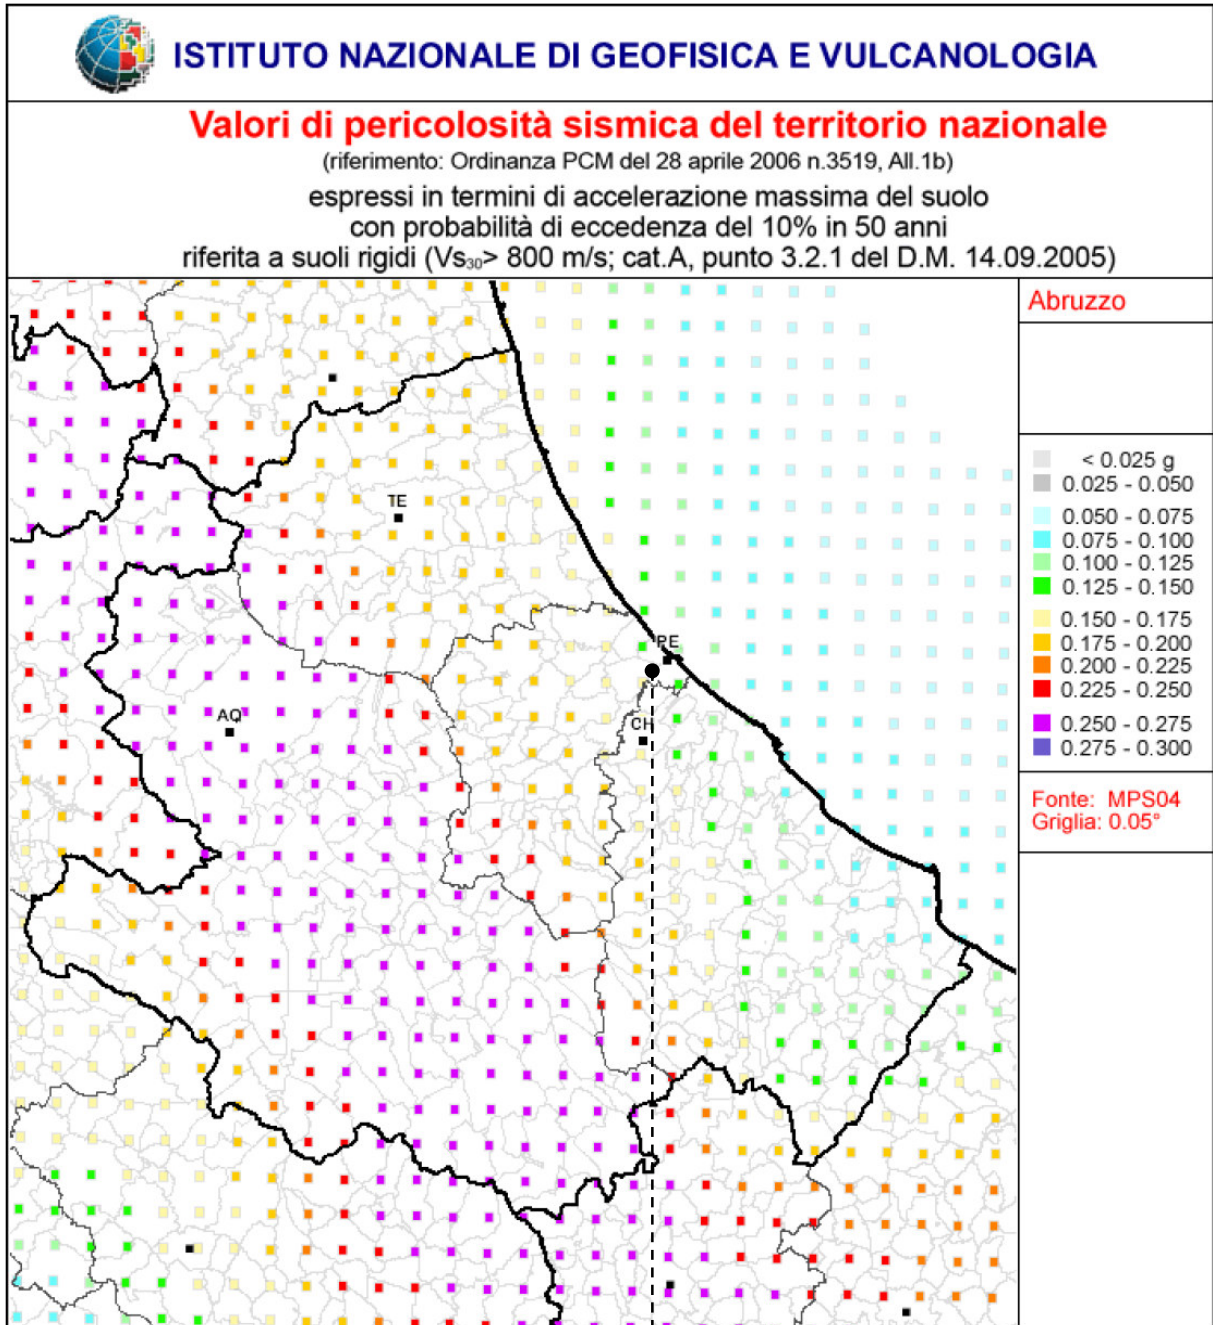 ISTITUTO NAZIONALE DI GEOFISICA E VULCANOLOGIA
Valori di pericolosità sismica del territorio nazionale
(riferimento: Ordinanza PCM del 28 aprile 2006 n.3519, All.1b)
espressi in termini di accelerazione massima del suolo
con probabilità di eccedenza del 10% in 50 anni
riferita a suoli rigidi (Vs30> 800 m/s; cat.A, punto 3.2.1 del D.M. 14.09.2005)
Abruzzo
< 0.025 g
0.025 - 0.050
0.050 - 0.075
0.075 - 0.100
0.100 - 0.125
0.125 - 0.150
0.150 - 0.175
0.175 - 0.200
0.200 - 0.225
0.225 - 0.250
0.250 - 0.275
0.275 - 0.300
Fonte: MPS04
Griglia: 0.05°
TE
PE
AQ
CH